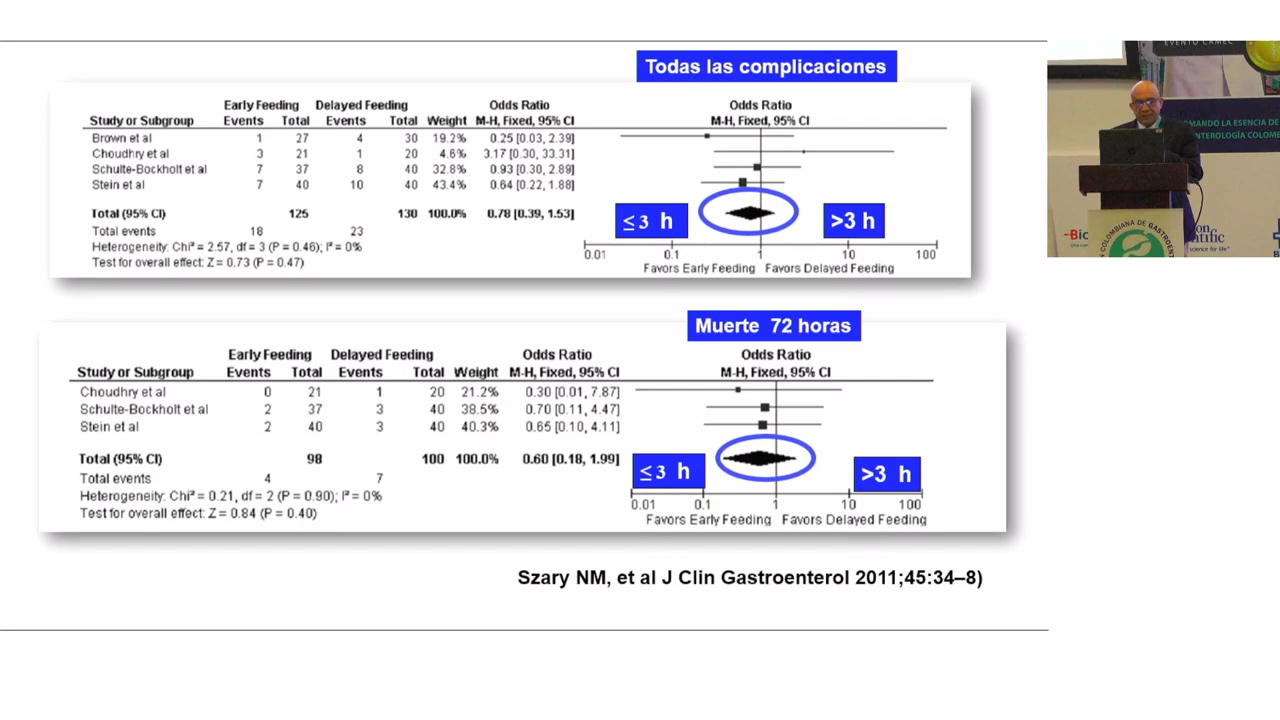 Todas las complicaciones
Early Feeding Delayed Feeding Odds Ratio Odds Ratio
Study or Subgroup Events Total Events Total Weight M-H, Fixed, 95% CI M-H, Fixed, 95% CI
Brown et al 1 27 4 30 19.2% 0.25 [0.03, 2.39]
Choudhry et al 3 21 1 20 4.6% 3.17 [0.30, 33.31]
Schulte-Bockholt et al 7 37 8 40 32.8% 0.93 [0.30, 2.89]
Stein et al 7 40 10 40 43.4% 0.64 [0.22, 1.88]
Total (95% CI) 125 130 100.0% 0.78 [0.39, 1.53]
≤ 3 h >3 h
Total events 18 23
Heterogeneity: Chi² = 2.57, df = 3 (P = 0.46); I² = 0%
Test for overall effect: Z = 0.73 (P = 0.47)
0.01 0.1 1 10 100
Favors Early Feeding Favors Delayed Feeding
Muerte 72 horas
Early Feeding Delayed Feeding Odds Ratio Odds Ratio
Study or Subgroup Events Total Events Total Weight M-H, Fixed, 95% CI M-H, Fixed, 95% CI
Choudhry et al 0 21 1 20 21.2% 0.30 [0.01, 7.87]
Schulte-Bockholt et al 2 37 3 40 38.5% 0.70 [0.11, 4.47]
Stein et al 2 40 3 40 40.3% 0.65 [0.10, 4.11]
Total (95% CI) 98 100 100.0% 0.60 [0.18, 1.99]
≤ 3 h >3 h
Total events 4 7
Heterogeneity: Chi² = 0.21, df = 2 (P = 0.90); I² = 0%
Test for overall effect: Z = 0.84 (P = 0.40)
0.01 0.1 1 10 100
Favors Early Feeding Favors Delayed Feeding
Szary NM, et al J Clin Gastroenterol 2011;45:34–8)
EVENTO
MANDO LA ESENCIA DE
ENTEROLOGÍA COLOM
COLOMBIANA DE GASTROENT
science for life